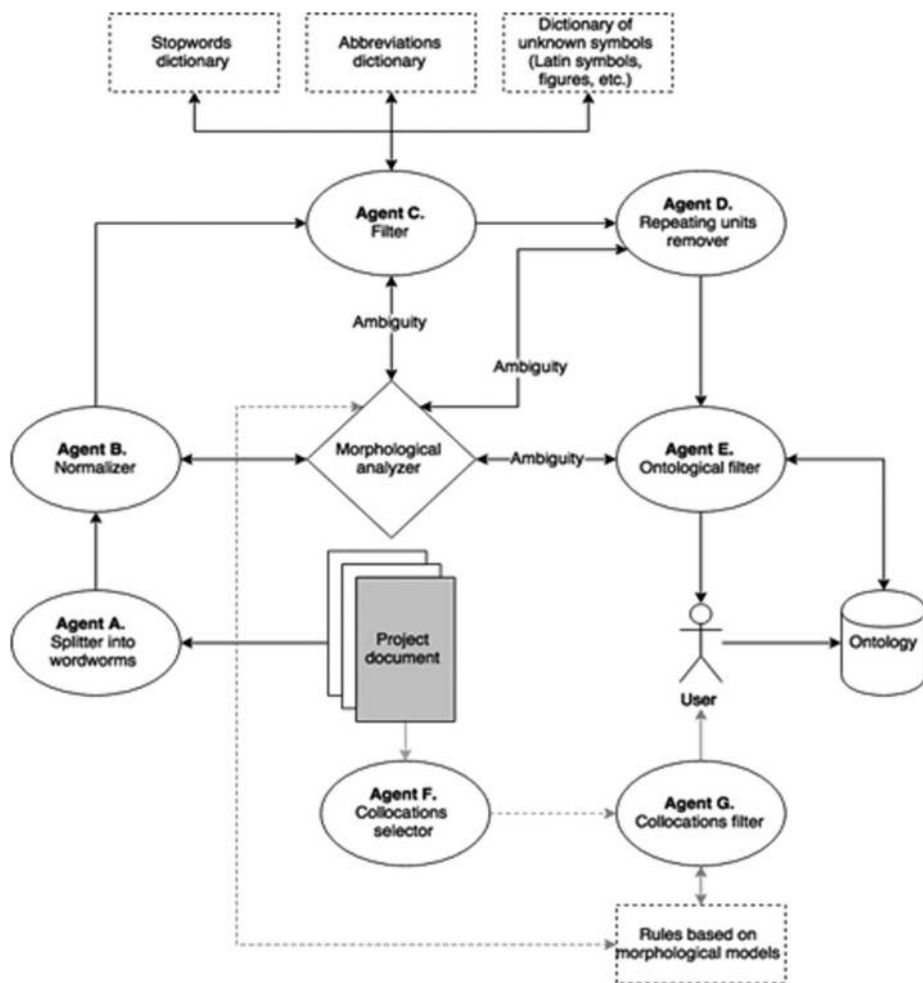 Stopwords
dictionary
Abbreviations
dictionary
Dictionary of
unknown symbols
(Latin symbols,
figures, etc.)
Agent C.
Filter
Agent D.
Repeating units
remover
Ambiguity
Ambiguity
Agent B.
Normalizer
Morphological
analyzer
Ambiguity
Agent E.
Ontological filter
Agent A.
Splitter into
wordworms
Project
document
User
Ontology
Agent F.
Collocations
selector
Agent G.
Collocations filter
Rules based on
morphological models